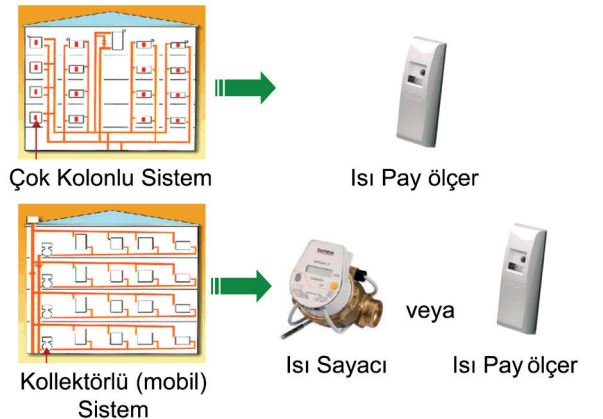 Çok Kolonlu Sistem
Isı Pay ölçer
veya
Isı Sayacı
Isı Pay ölçer
Kollektörlü (mobil)
Sistem